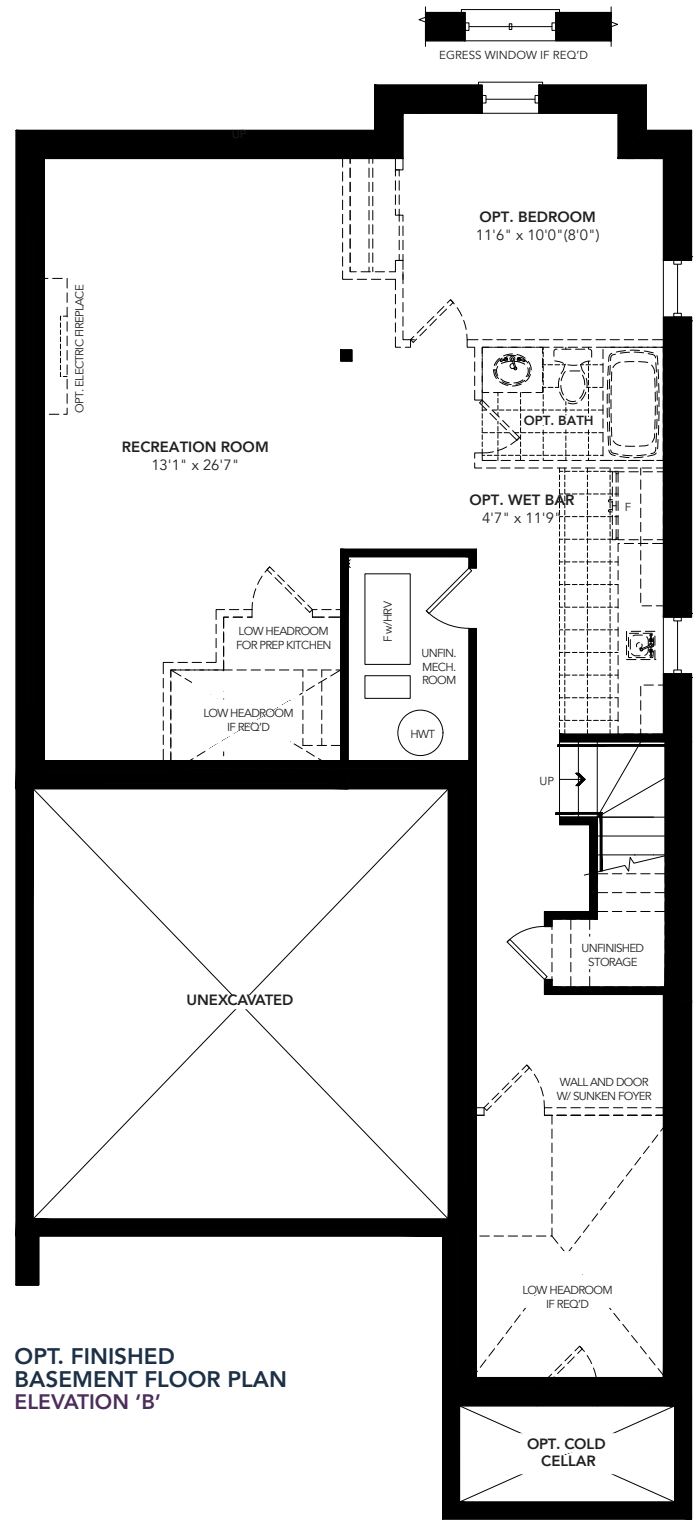 EGRESS WINDOW IF REQ'D
UP
OPT. BEDROOM
11'6" x 10'0"(8'0")
OPT. ELECTRIC FIREPLACE
OPT. BATH
RECREATION ROOM
13'1" x 26'7"
OPT. WET BAR
4'7" x 11'9"
F
F w/HRV
LOW HEADROOM
FOR PREP KITCHEN
UNFIN.
MECH.
ROOM
LOW HEADROOM
IF REQ'D
HWT
UP
UNFINISHED
STORAGE
UNEXCAVATED
WALL AND DOOR
W/ SUNKEN FOYER
LOW HEADROOM
IF REQ'D
OPT. FINISHED
BASEMENT FLOOR PLAN
ELEVATION ‘B’
OPT. COLD
CELLAR